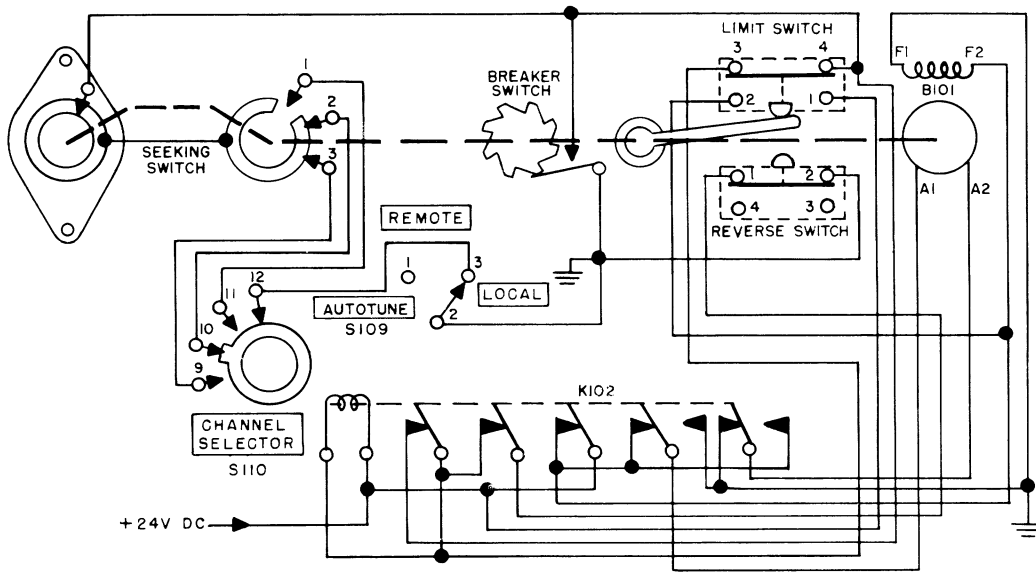 LIMIT SWITCH
3 4
F1 F2
B101
1
2
3
BREAKER
SWITCH
2 1
SEEKING
SWITCH
A1 A2
1 2
4 3
REVERSE SWITCH
REMOTE
12
1
3
LOCAL
11
AUTOTUNE
S109
2
10
9
K102
CHANNEL
SELECTOR
S110
+24V DC